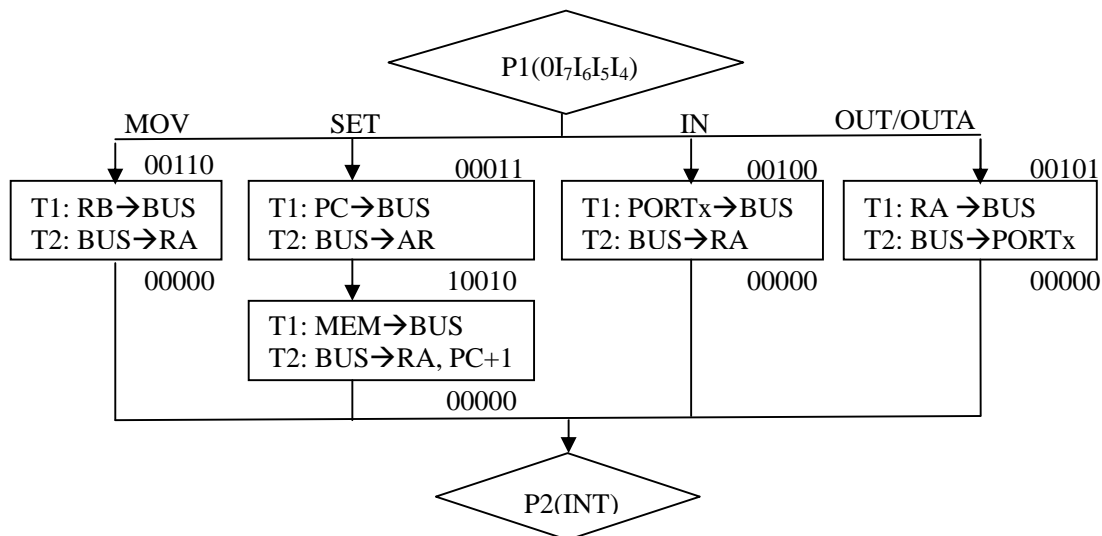 P1(0I₇I₆I₅I₄)
MOV SET IN OUT/OUTA
00110 00011 00100 00101
T1: RB→BUS
T2: BUS→RA
T1: PC→BUS
T2: BUS→AR
T1: PORTx→BUS
T2: BUS→RA
T1: RA →BUS
T2: BUS→PORTx
00000 10010 00000 00000
T1: MEM→BUS
T2: BUS→RA, PC+1
00000
P2(INT)